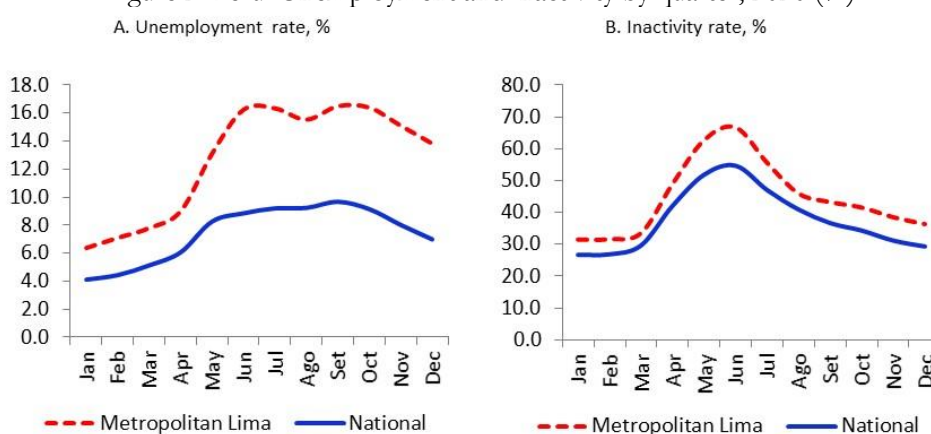 A. Unemployment rate, %
18.0
16.0
14.0
12.0
10.0
8.0
6.0
4.0
2.0
0.0
Jan
Feb
Mar
Apr
May
Jun
Jul
Ago
Set
Oct
Nov
Dec
Metropolitan Lima
National
B. Inactivity rate, %
80.0
70.0
60.0
50.0
40.0
30.0
20.0
10.0
0.0
Jan
Feb
Mar
Apr
May
Jun
Jul
Ago
Set
Oct
Nov
Dec
Metropolitan Lima
National